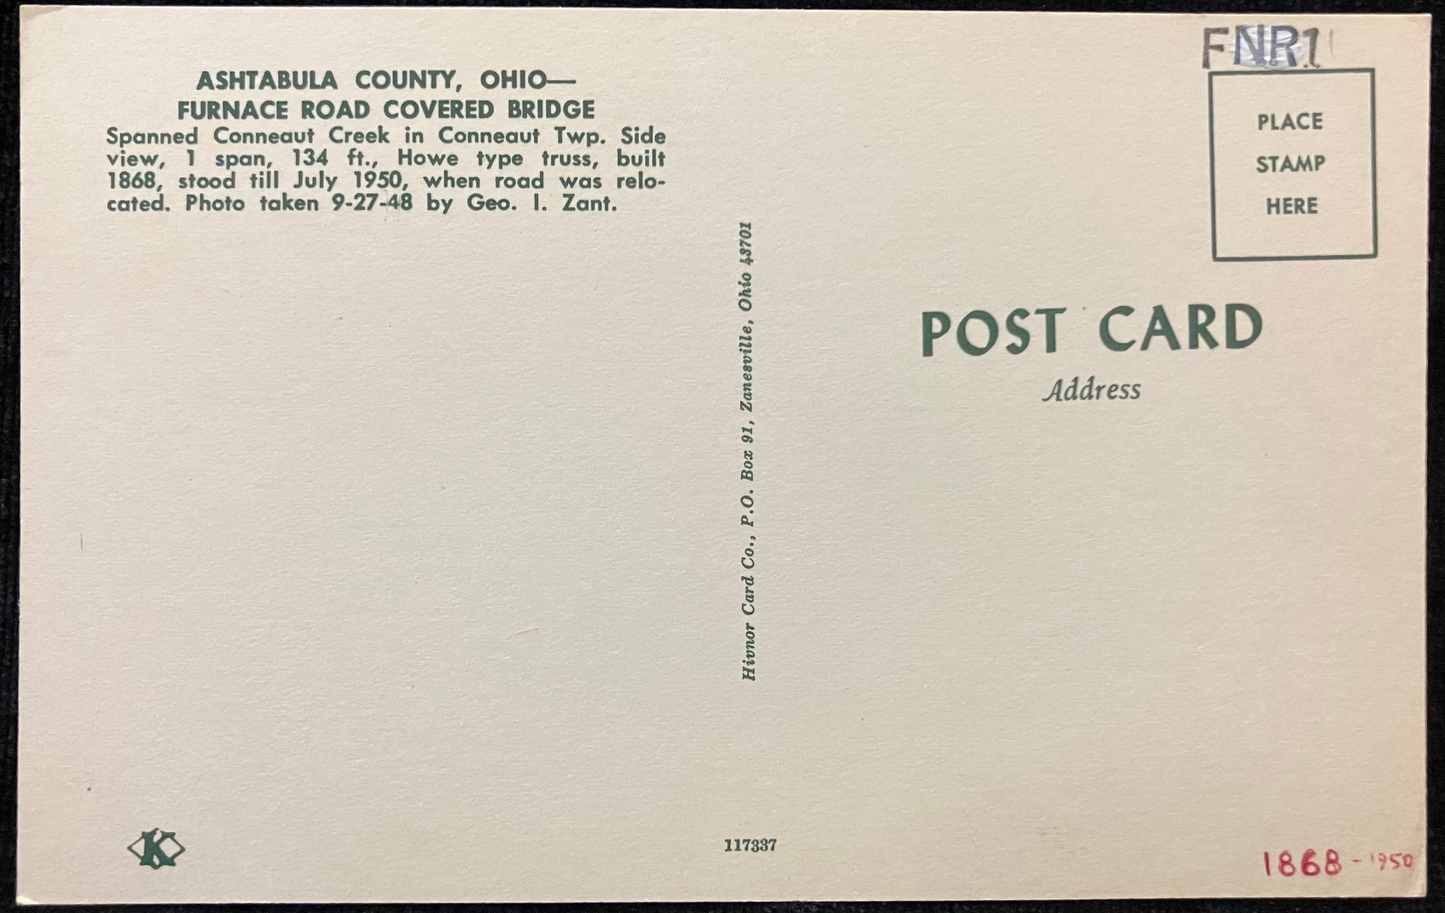 ASHTABULA COUNTY, OHIO—
FURNACE ROAD COVERED BRIDGE
Spanned Conneaut Creek in Conneaut Twp. Side
view, 1 span, 134 ft., Howe type truss, built
1868, stood till July 1950, when road was relo-
cated. Photo taken 9-27-48 by Geo. I. Zant.
K
Hivnor Card Co., P.O. Box 91, Zanesville, Ohio 43701
117337
FNR1
PLACE
STAMP
HERE
POST CARD
Address
1868 - 1950